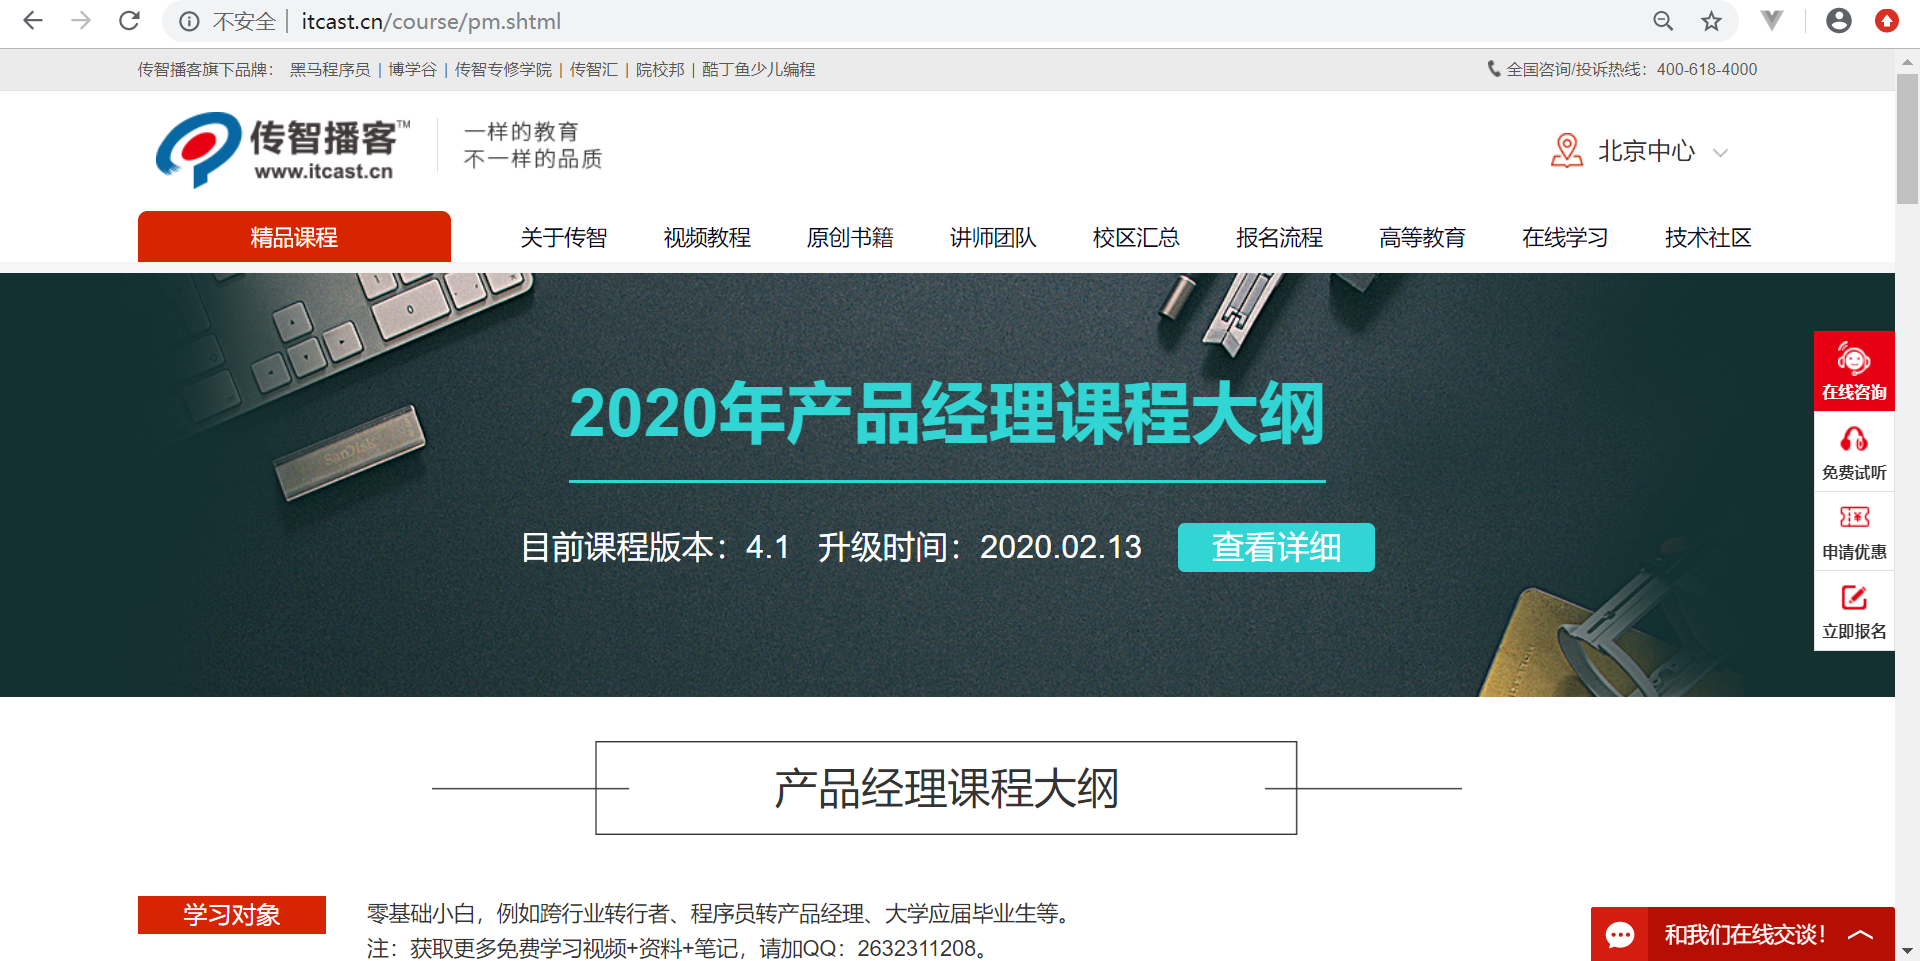 不安全 | itcast.cn/course/pm.shtml
传智播客旗下品牌： 黑马程序员 | 博学谷 | 传智专修学院 | 传智汇 | 院校邦 | 酷丁鱼少儿编程
全国咨询/投诉热线：400-618-4000
传智播客™
www.itcast.cn
一样的教育
不一样的品质
北京中心
精品课程 关于传智 视频教程 原创书籍 讲师团队 校区汇总 报名流程 高等教育 在线学习 技术社区
SanDisk
2020年产品经理课程大纲
目前课程版本：4.1 升级时间：2020.02.13 查看详细
在线咨询
免费试听
申请优惠
立即报名
产品经理课程大纲
学习对象
零基础小白，例如跨行业转行者、程序员转产品经理、大学应届毕业生等。
注：获取更多免费学习视频+资料+笔记，请加QQ：2632311208。
和我们在线交谈！